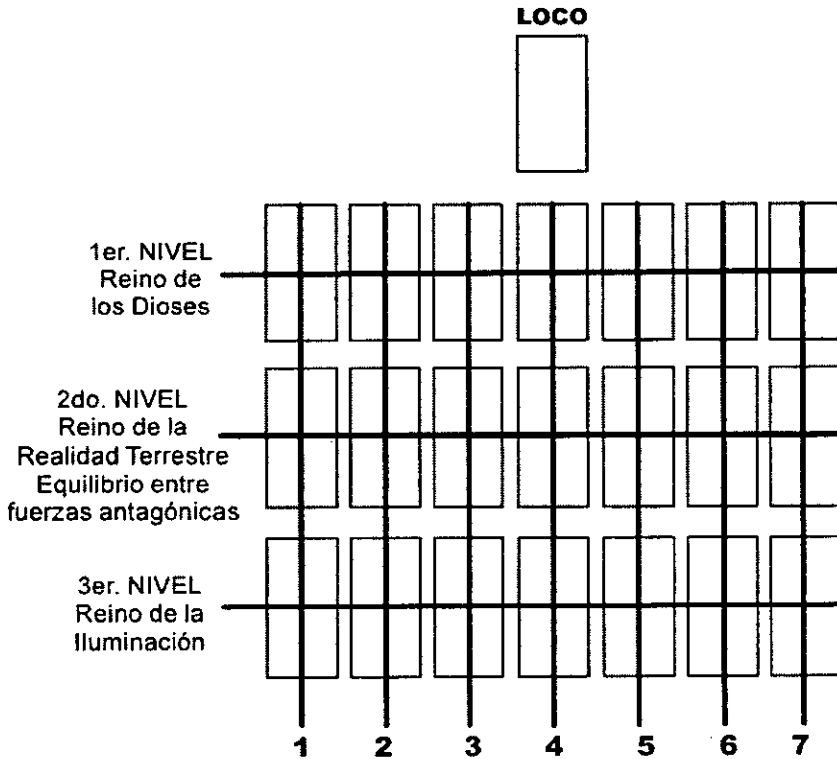 LOCO
1er. NIVEL
Reino de
los Dioses
2do. NIVEL
Reino de la
Realidad Terrestre
Equilibrio entre
fuerzas antagónicas
3er. NIVEL
Reino de la
Iluminación
1 2 3 4 5 6 7